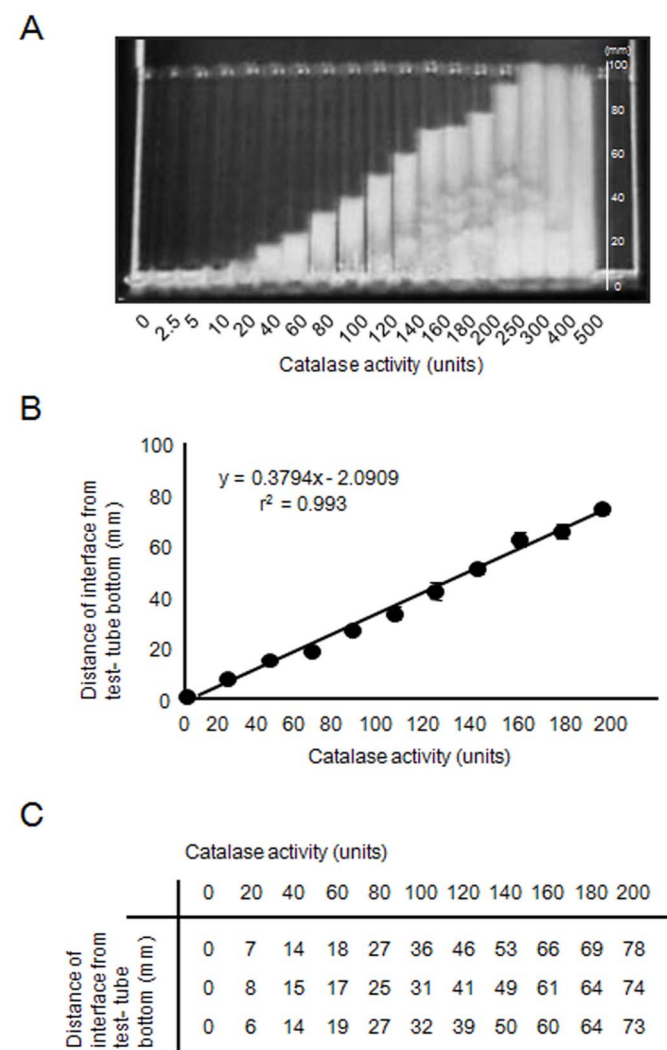 A
(mm)
100
80
60
40
20
0
0 2.5 5 10 20 40 60 80 100 120 140 160 180 200 250 300 400 500
Catalase activity (units)
B
100
80
60
40
20
0
y = 0.3794x - 2.0909
r² = 0.993
Distance of interface from
test- tube bottom (mm)
0 20 40 60 80 100 120 140 160 180 200
Catalase activity (units)
C
Catalase activity (units)
0 20 40 60 80 100 120 140 160 180 200
Distance of
interface from
test- tube
bottom (mm)
0 7 14 18 27 36 46 53 66 69 78
0 8 15 17 25 31 41 49 61 64 74
0 6 14 19 27 32 39 50 60 64 73